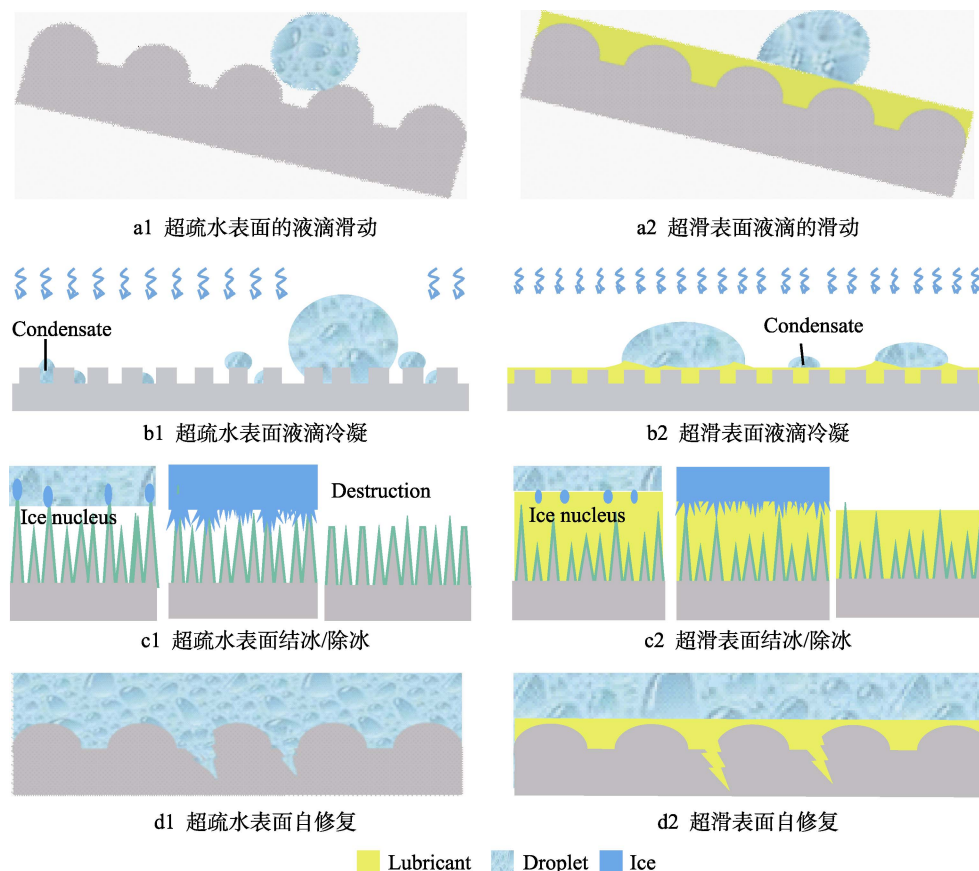 a1 超疏水表面的液滴滑动
a2 超滑表面液滴的滑动
Condensate
Condensate
b1 超疏水表面液滴冷凝
b2 超滑表面液滴冷凝
Ice nucleus
Destruction
Ice nucleus
c1 超疏水表面结冰/除冰
c2 超滑表面结冰/除冰
d1 超疏水表面自修复
d2 超滑表面自修复
Lubricant Droplet Ice